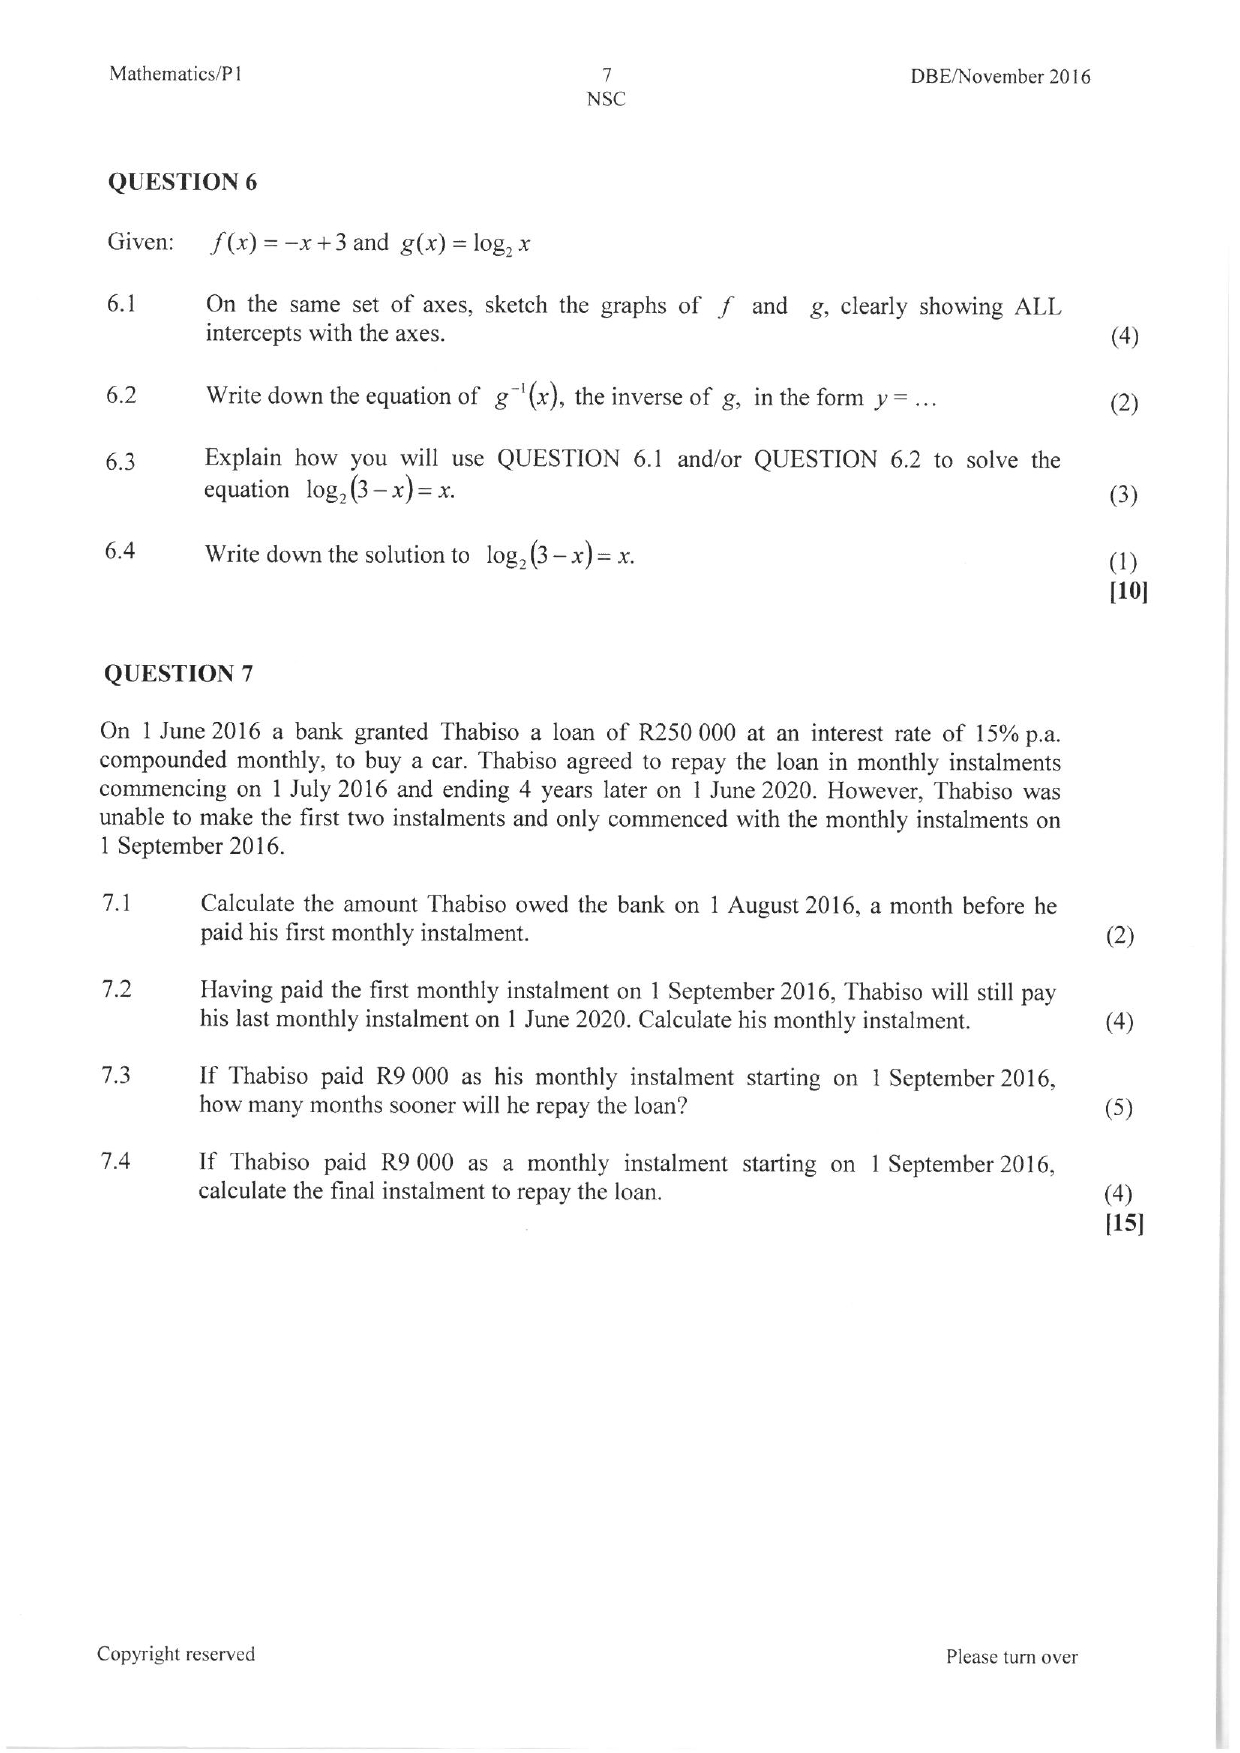 Mathematics/P1 7 DBE/November 2016
NSC
QUESTION 6
Given: f(x) = −x + 3 and g(x) = log₂ x
6.1 On the same set of axes, sketch the graphs of f and g, clearly showing ALL
intercepts with the axes. (4)
6.2 Write down the equation of g⁻¹(x), the inverse of g, in the form y = ... (2)
6.3 Explain how you will use QUESTION 6.1 and/or QUESTION 6.2 to solve the
equation log₂(3 − x) = x. (3)
6.4 Write down the solution to log₂(3 − x) = x. (1)
[10]
QUESTION 7
On 1 June 2016 a bank granted Thabiso a loan of R250 000 at an interest rate of 15% p.a.
compounded monthly, to buy a car. Thabiso agreed to repay the loan in monthly instalments
commencing on 1 July 2016 and ending 4 years later on 1 June 2020. However, Thabiso was
unable to make the first two instalments and only commenced with the monthly instalments on
1 September 2016.
7.1 Calculate the amount Thabiso owed the bank on 1 August 2016, a month before he
paid his first monthly instalment. (2)
7.2 Having paid the first monthly instalment on 1 September 2016, Thabiso will still pay
his last monthly instalment on 1 June 2020. Calculate his monthly instalment. (4)
7.3 If Thabiso paid R9 000 as his monthly instalment starting on 1 September 2016,
how many months sooner will he repay the loan? (5)
7.4 If Thabiso paid R9 000 as a monthly instalment starting on 1 September 2016,
calculate the final instalment to repay the loan. (4)
[15]
Copyright reserved Please turn over